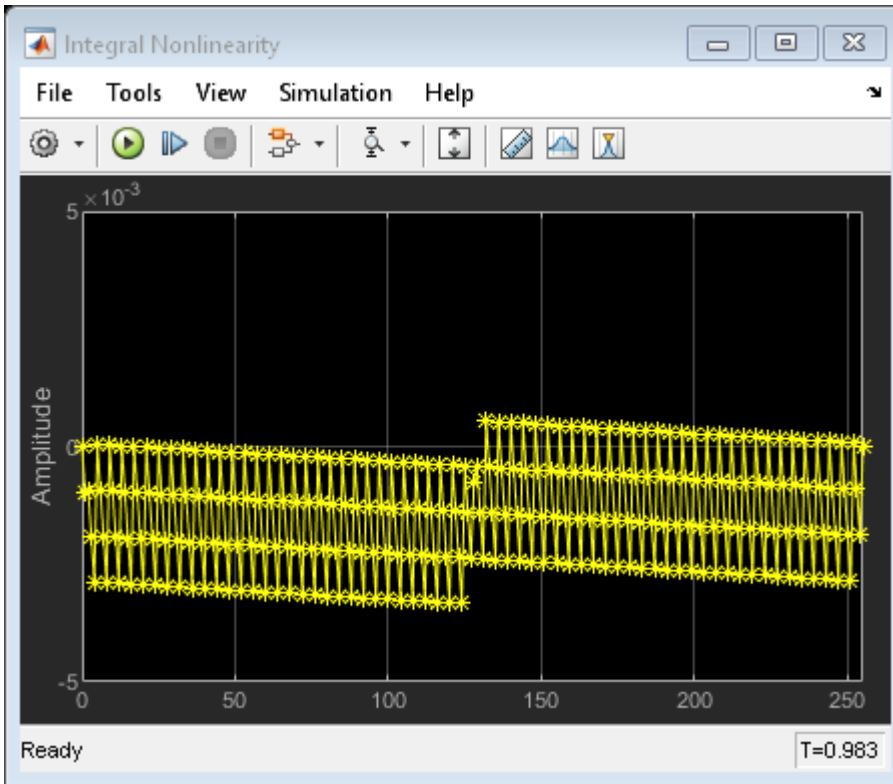 Integral Nonlinearity
File Tools View Simulation Help
×10-3
5
0
-5
Amplitude
0 50 100 150 200 250
Ready T=0.983